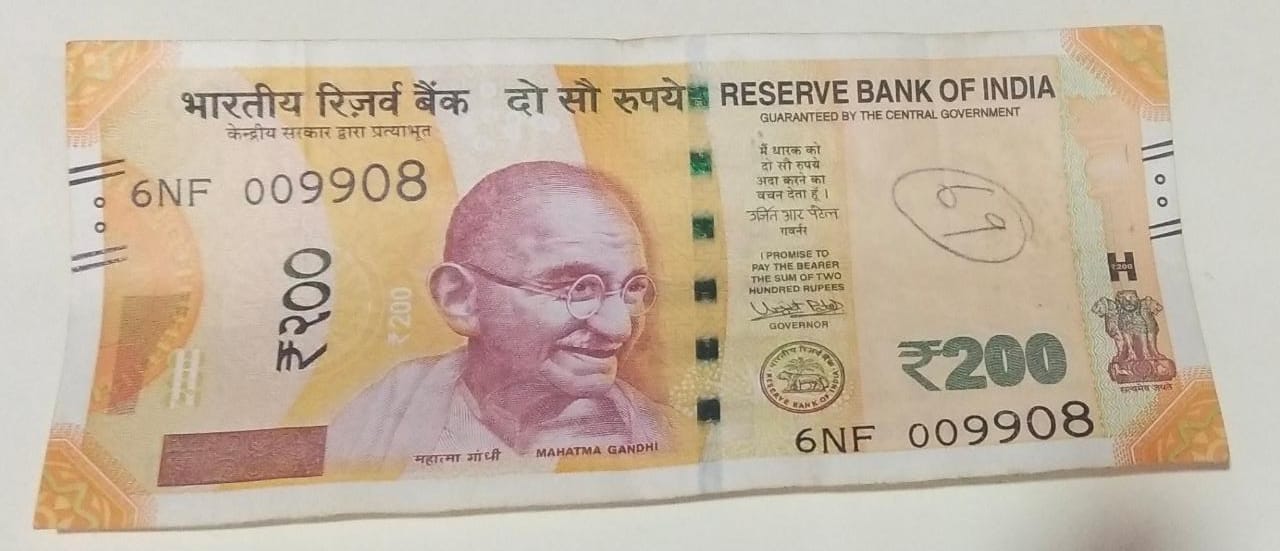 भारतीय रिज़र्व बैंक दो सौ रुपये RESERVE BANK OF INDIA
केन्द्रीय सरकार द्वारा प्रत्याभूत
GUARANTEED BY THE CENTRAL GOVERNMENT
6NF 009908
₹२००
₹200
मैं धारक को
दो सौ रुपये
अदा करने का
वचन देता हूँ ।
उर्जित आर पटेल
गवर्नर
I PROMISE TO
PAY THE BEARER
THE SUM OF TWO
HUNDRED RUPEES
GOVERNOR
भारतीय रिज़र्व बैंक
RESERVE BANK OF INDIA
₹200
₹200
सत्यमेव जयते
6NF 009908
महात्मा गांधी MAHATMA GANDHI